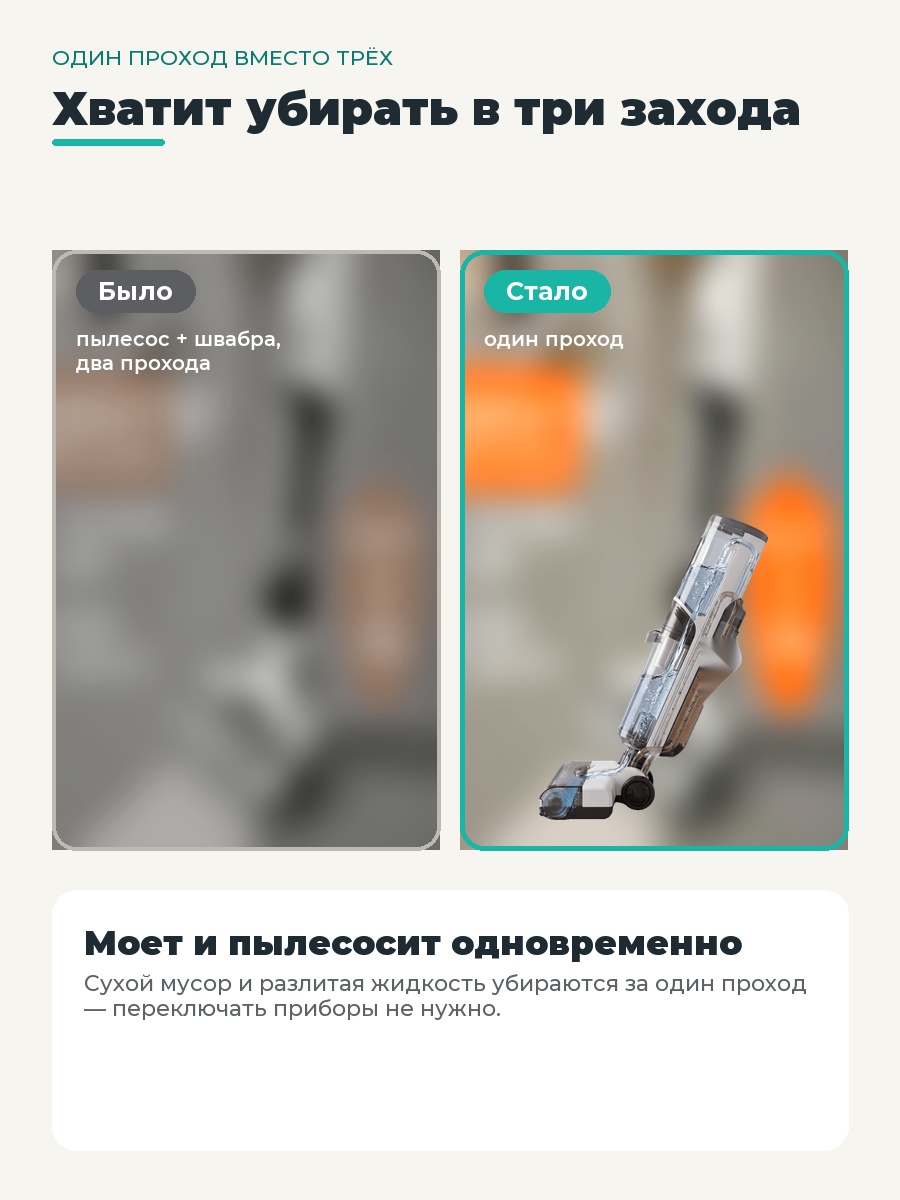 ОДИН ПРОХОД ВМЕСТО ТРЁХ
Хватит убирать в три захода
Было
пылесос + швабра,
два прохода
Стало
один проход
Моет и пылесосит одновременно
Сухой мусор и разлитая жидкость убираются за один проход
— переключать приборы не нужно.